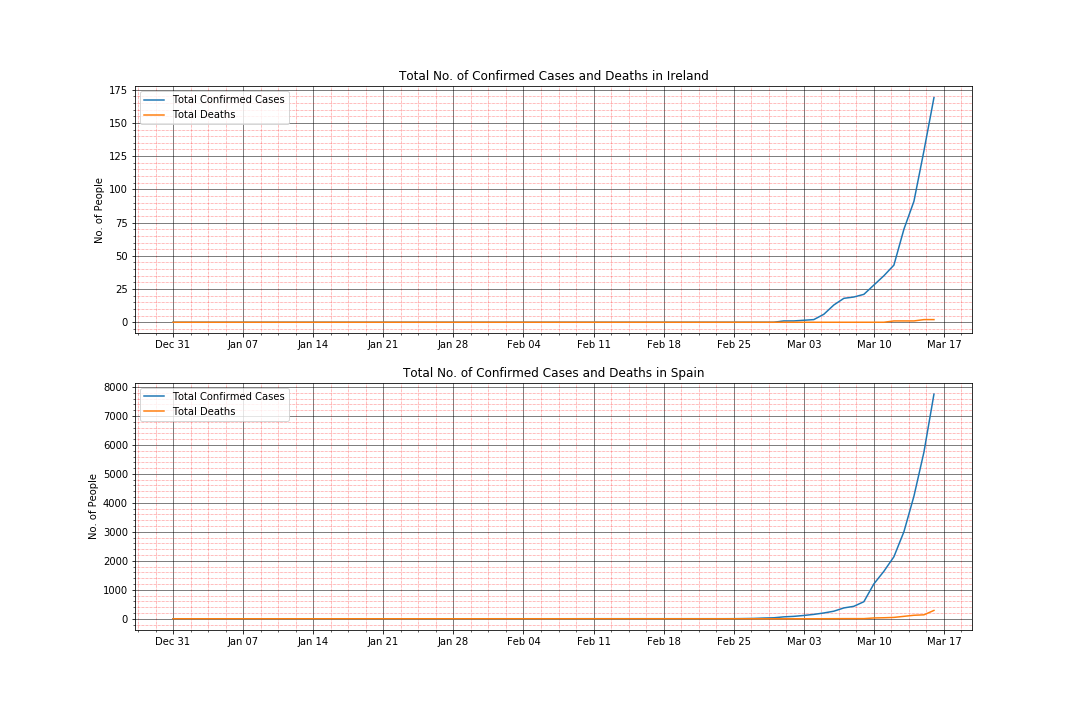 Total No. of Confirmed Cases and Deaths in Ireland
Total Confirmed Cases
Total Deaths
No. of People
175
150
125
100
75
50
25
0
Dec 31 Jan 07 Jan 14 Jan 21 Jan 28 Feb 04 Feb 11 Feb 18 Feb 25 Mar 03 Mar 10 Mar 17
Total No. of Confirmed Cases and Deaths in Spain
Total Confirmed Cases
Total Deaths
No. of People
8000
7000
6000
5000
4000
3000
2000
1000
0
Dec 31 Jan 07 Jan 14 Jan 21 Jan 28 Feb 04 Feb 11 Feb 18 Feb 25 Mar 03 Mar 10 Mar 17